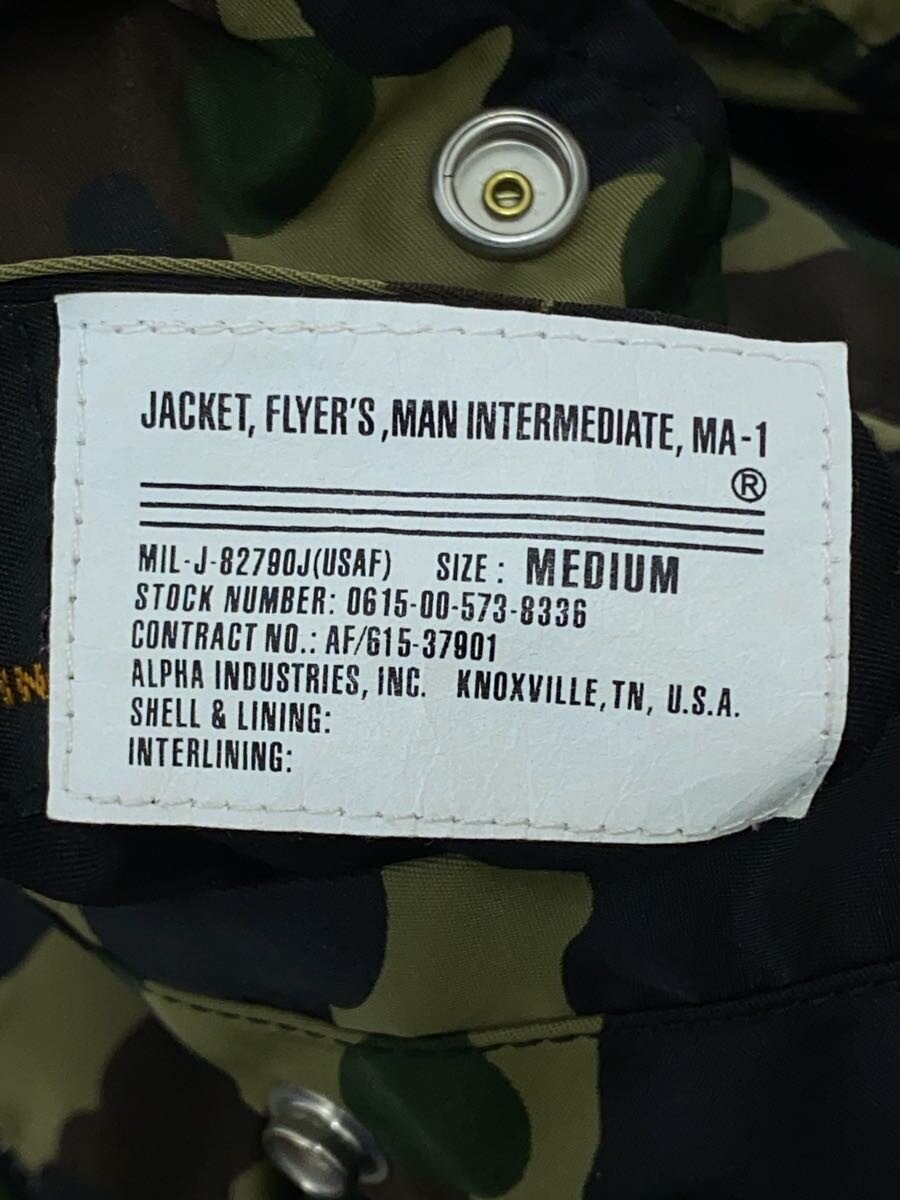 JACKET, FLYER'S ,MAN INTERMEDIATE, MA-1
®
MIL-J-82790J(USAF) SIZE: MEDIUM
STOCK NUMBER: 0615-00-573-8336
CONTRACT NO.: AF/615-37901
ALPHA INDUSTRIES, INC. KNOXVILLE,TN, U.S.A.
SHELL & LINING:
INTERLINING: